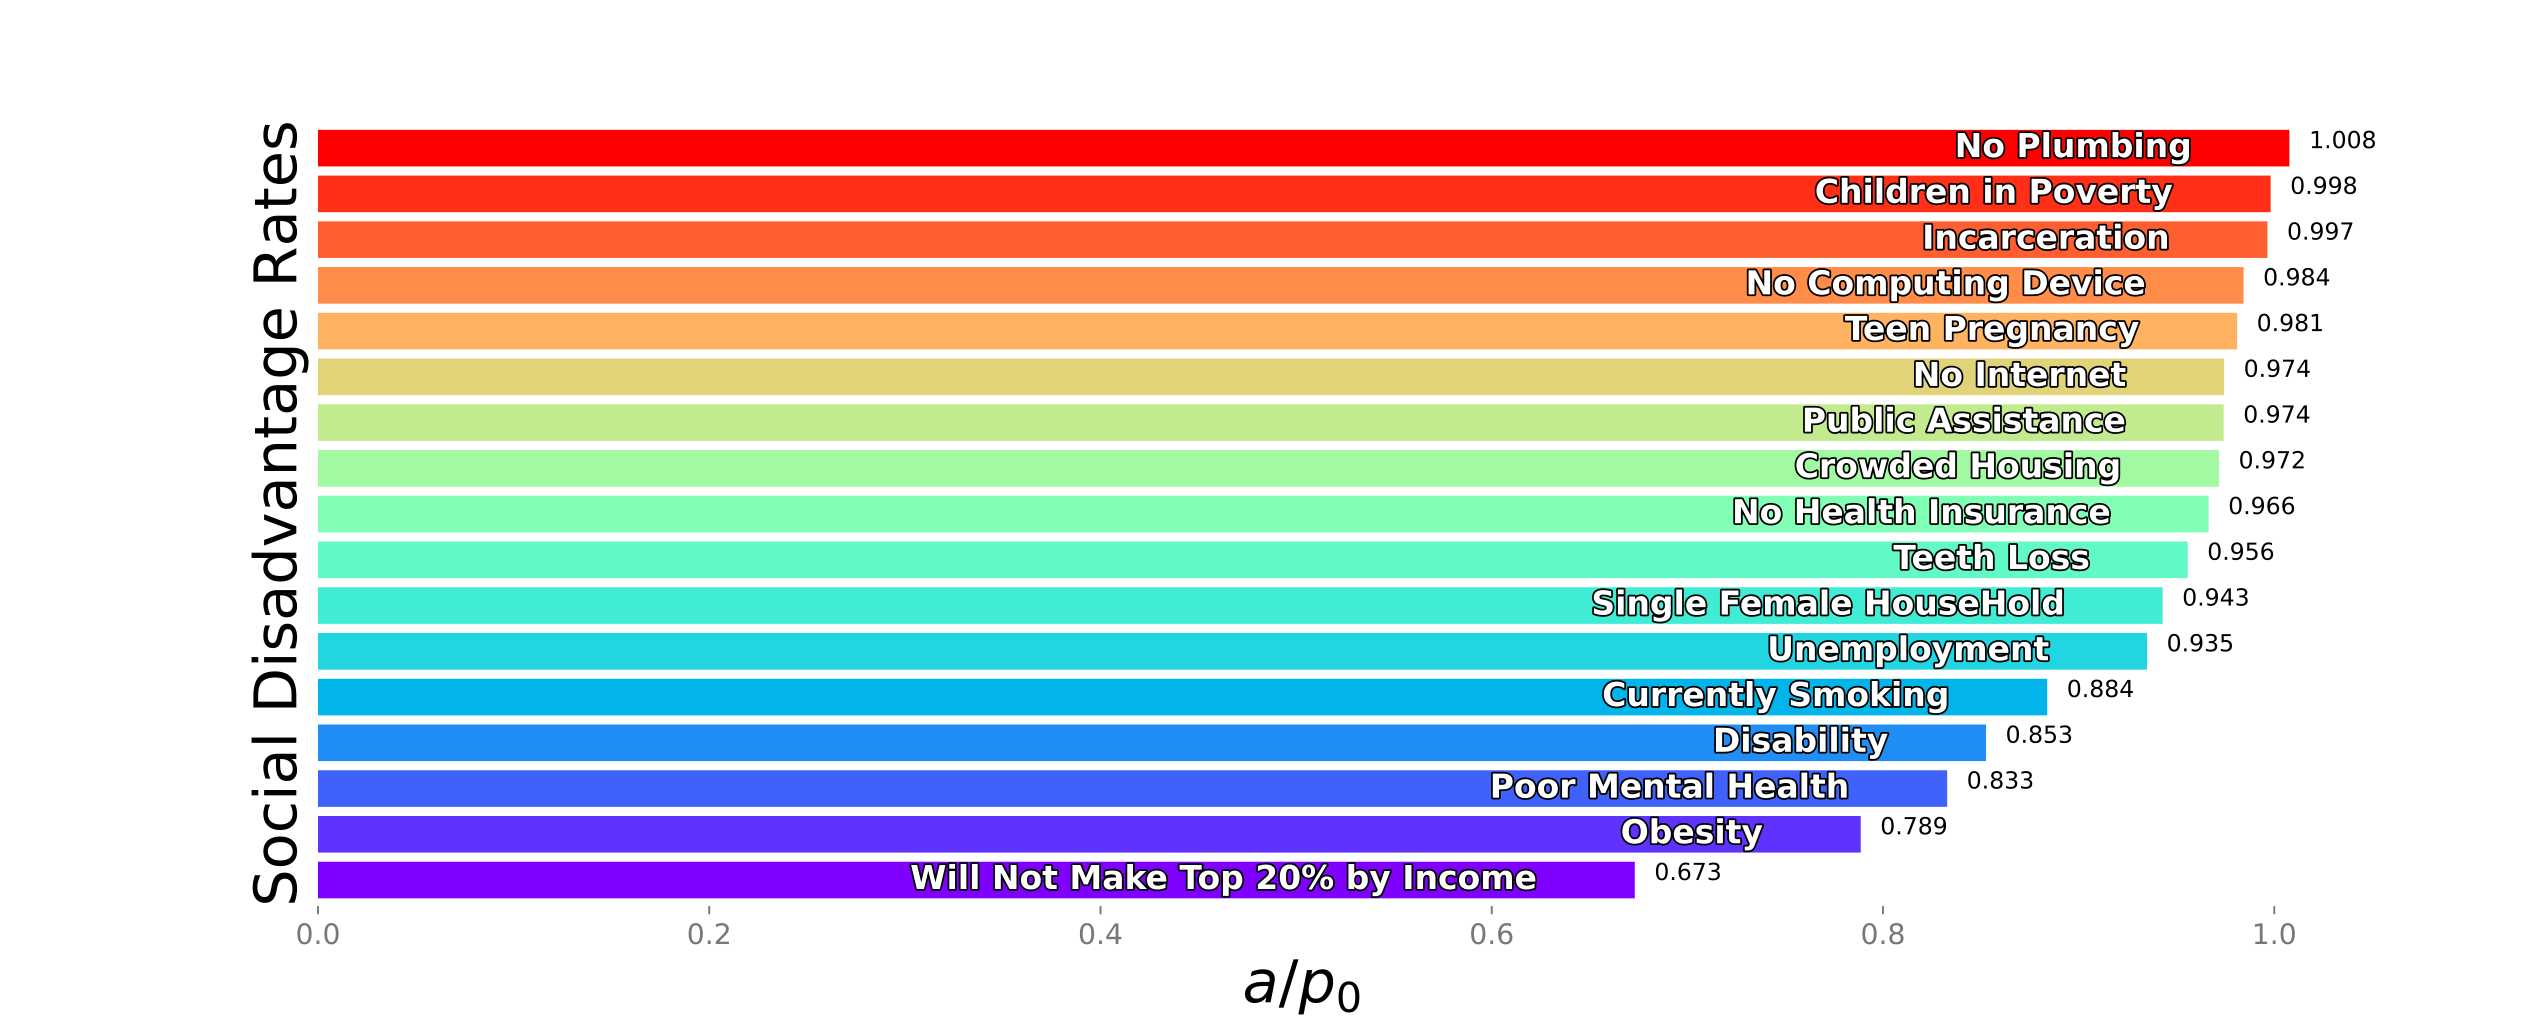 Social Disadvantage Rates
No Plumbing 1.008
Children in Poverty 0.998
Incarceration 0.997
No Computing Device 0.984
Teen Pregnancy 0.981
No Internet 0.974
Public Assistance 0.974
Crowded Housing 0.972
No Health Insurance 0.966
Teeth Loss 0.956
Single Female HouseHold 0.943
Unemployment 0.935
Currently Smoking 0.884
Disability 0.853
Poor Mental Health 0.833
Obesity 0.789
Will Not Make Top 20% by Income 0.673
0.0 0.2 0.4 0.6 0.8 1.0
a/p₀